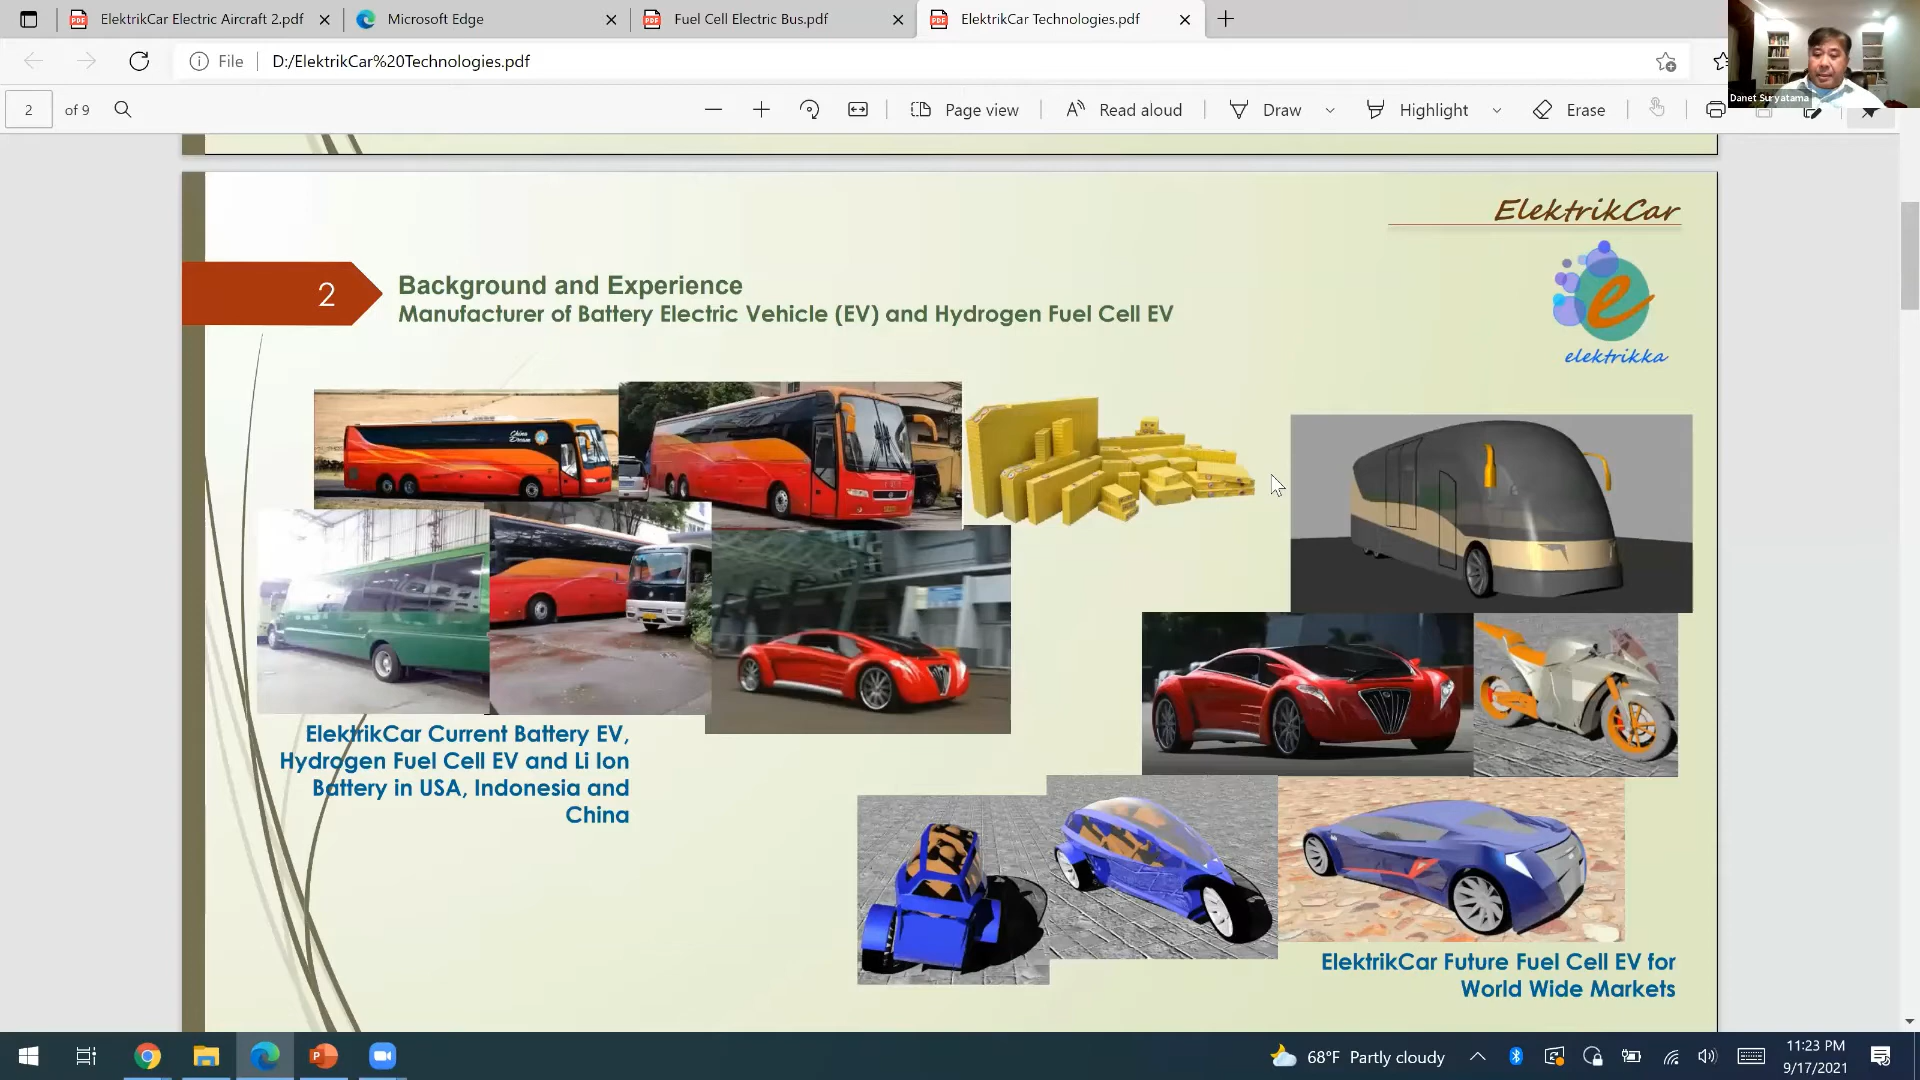 ElektrikCar Electric Aircraft 2.pdf
Microsoft Edge
Fuel Cell Electric Bus.pdf
ElektrikCar Technologies.pdf
File
D:/ElektrikCar%20Technologies.pdf
Danet Suryatama
2
of 9
Page view
Read aloud
Draw
Highlight
Erase
ElektrikCar
2
Background and Experience
Manufacturer of Battery Electric Vehicle (EV) and Hydrogen Fuel Cell EV
e
elektrikka
China
Dream
ElektrikCar Current Battery EV,
Hydrogen Fuel Cell EV and Li Ion
Battery in USA, Indonesia and
China
ElektrikCar Future Fuel Cell EV for
World Wide Markets
68°F Partly cloudy
11:23 PM
9/17/2021